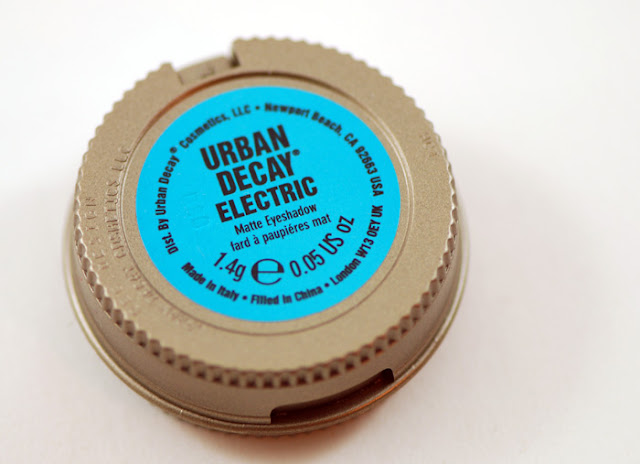 Dist. By Urban Decay® Cosmetics, LLC • Newport Beach, CA 92663 USA
URBAN
DECAY®
ELECTRIC
Matte Eyeshadow
fard à paupières mat
1.4g ℮ 0.05 US oz
Made in Italy • Filled in China • London W13 0EY UK